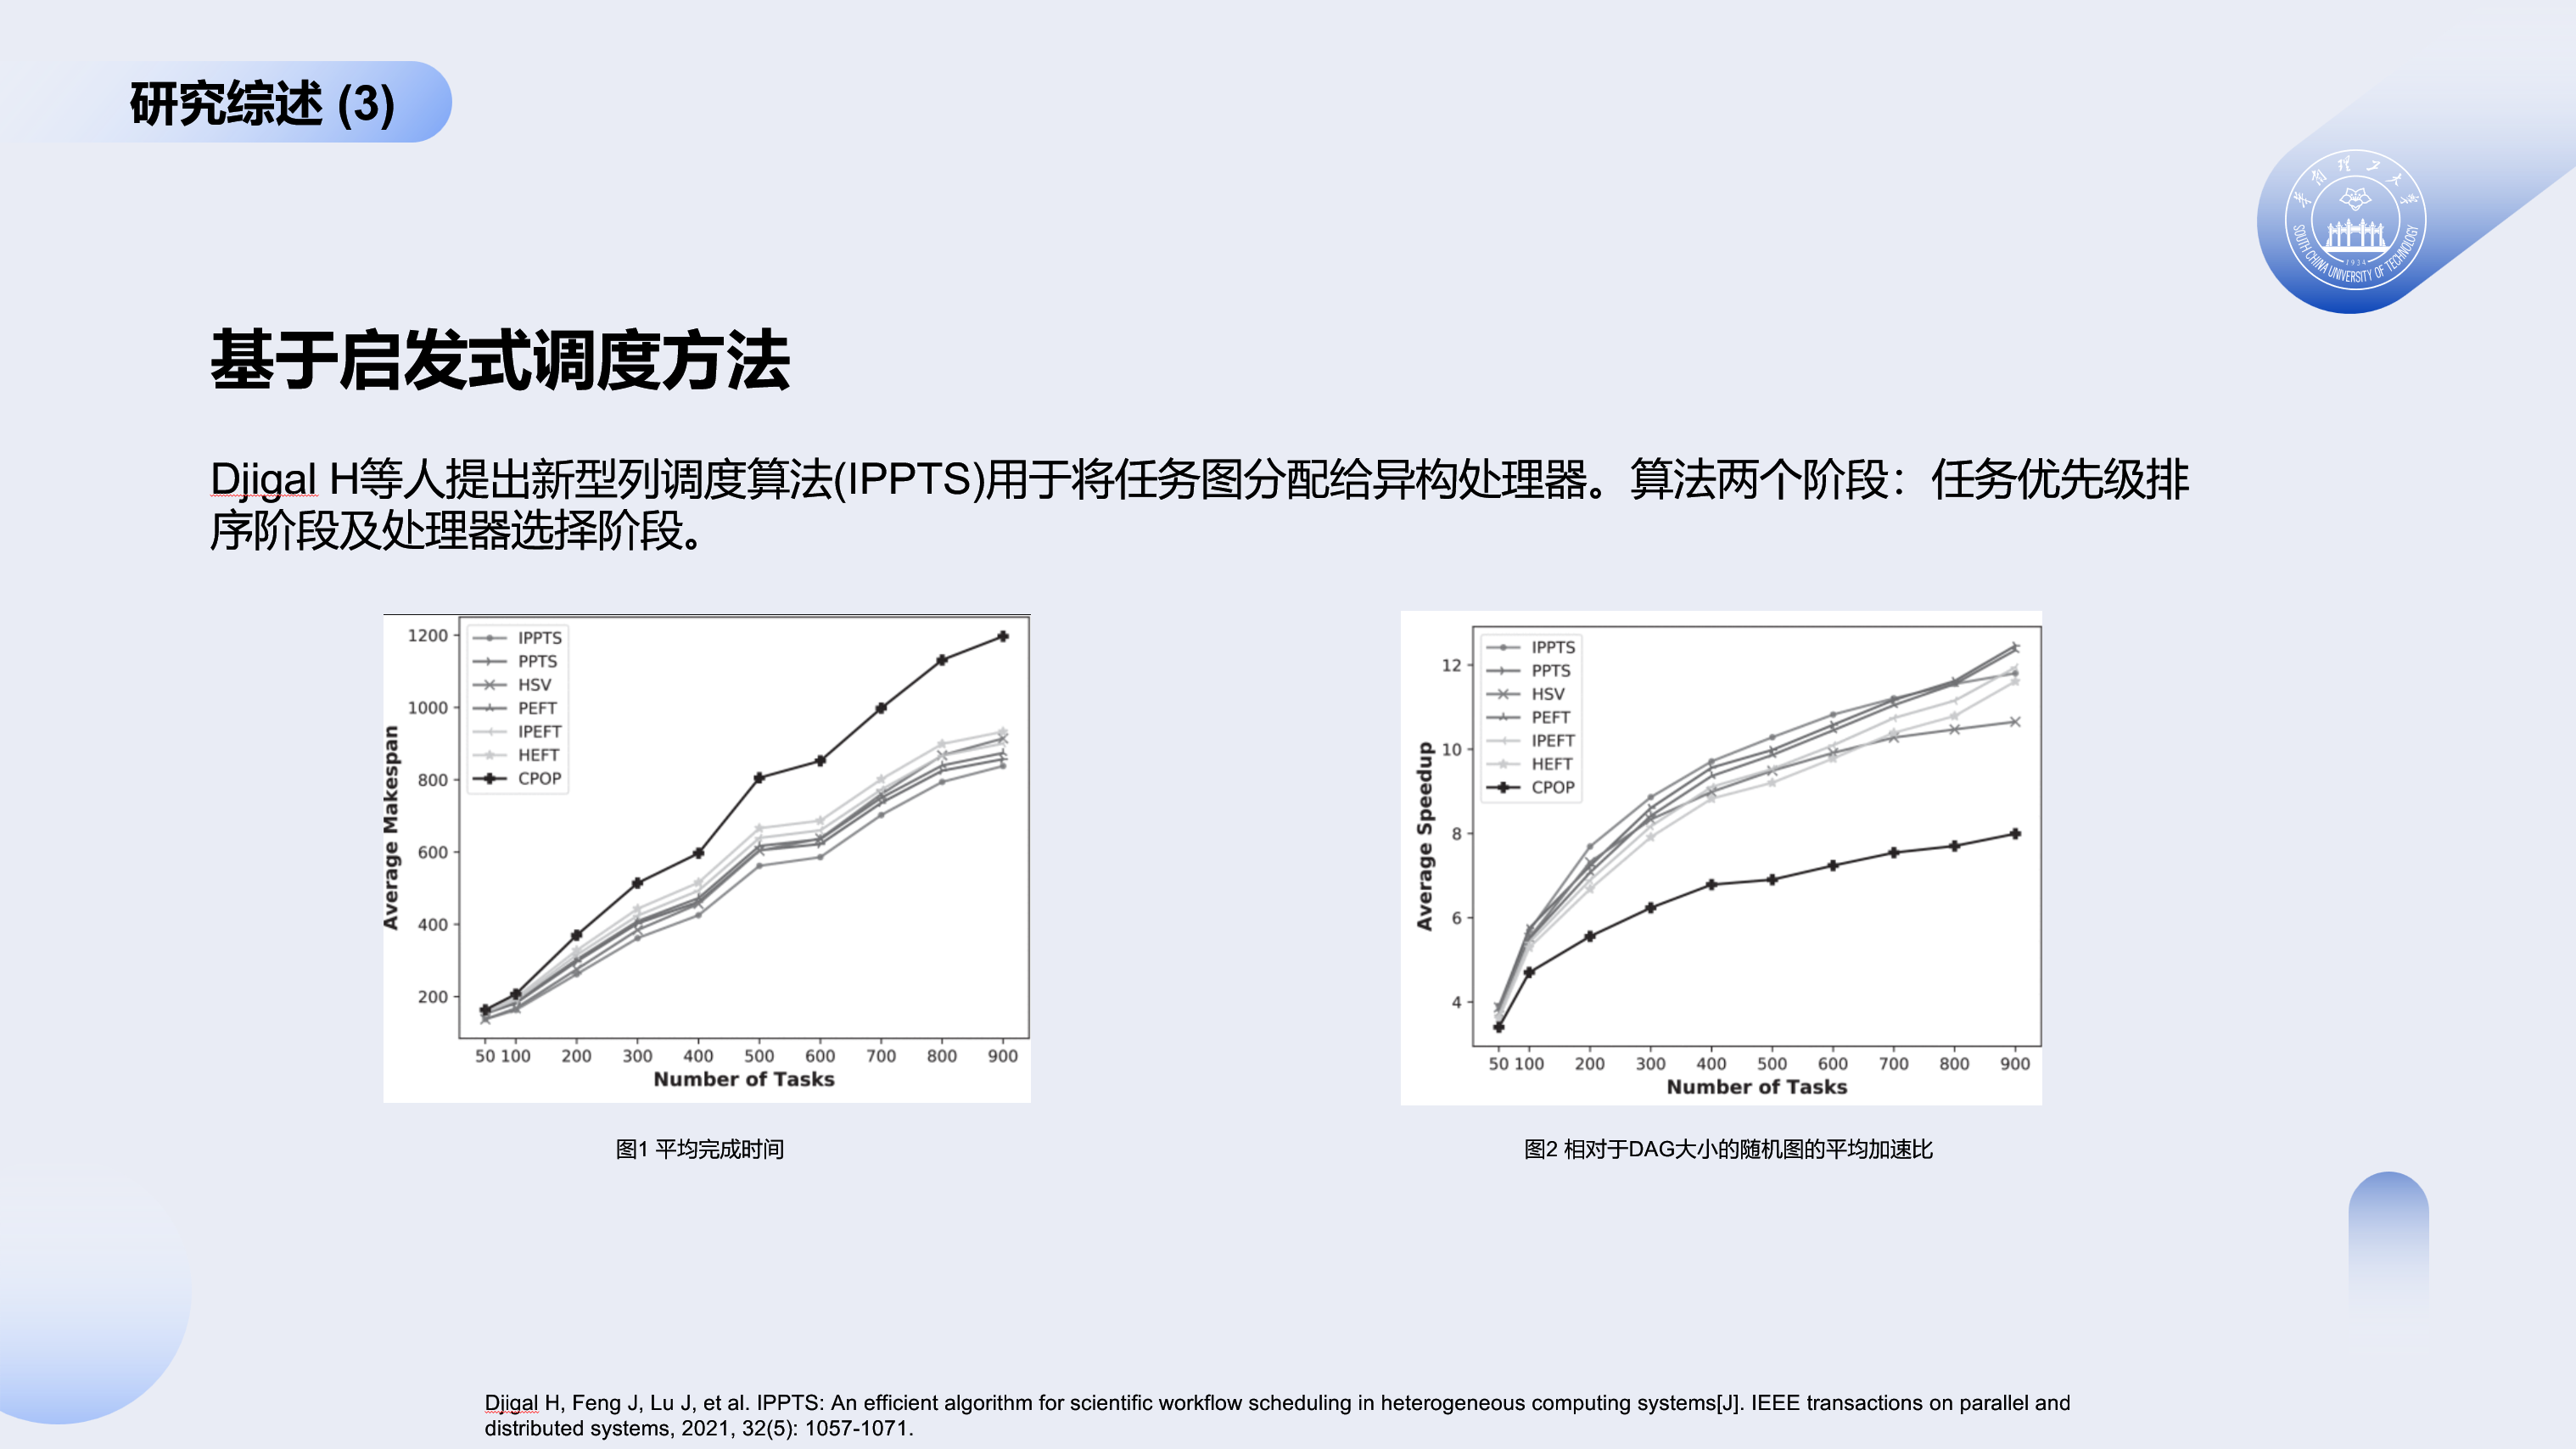 研究综述 (3)
华南理工大学
SOUTH CHINA UNIVERSITY OF TECHNOLOGY
1934
基于启发式调度方法
Djigal H等人提出新型列调度算法(IPPTS)用于将任务图分配给异构处理器。算法两个阶段：任务优先级排
序阶段及处理器选择阶段。
1200
1000
800
600
400
200
Average Makespan
IPPTS
PPTS
HSV
PEFT
IPEFT
HEFT
CPOP
50 100 200 300 400 500 600 700 800 900
Number of Tasks
图1 平均完成时间
12
10
8
6
4
Average Speedup
IPPTS
PPTS
HSV
PEFT
IPEFT
HEFT
CPOP
50 100 200 300 400 500 600 700 800 900
Number of Tasks
图2 相对于DAG大小的随机图的平均加速比
Djigal H, Feng J, Lu J, et al. IPPTS: An efficient algorithm for scientific workflow scheduling in heterogeneous computing systems[J]. IEEE transactions on parallel and
distributed systems, 2021, 32(5): 1057-1071.